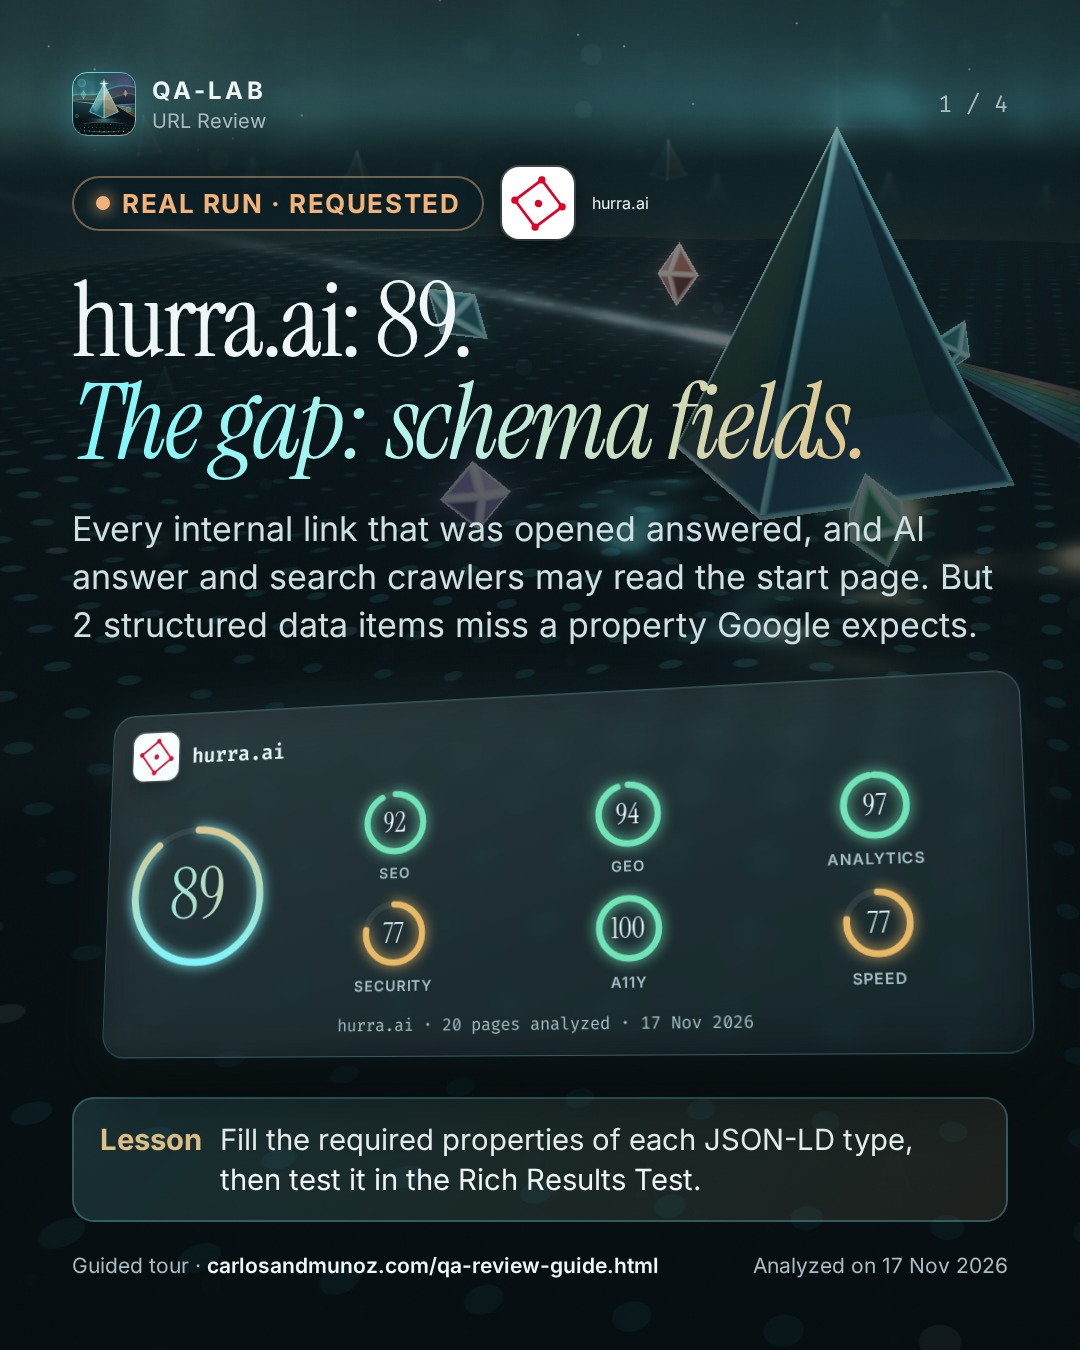 QA-LAB
URL Review
1 / 4
REAL RUN · REQUESTED
hurra.ai
hurra.ai: 89.
The gap: schema fields.
Every internal link that was opened answered, and AI
answer and search crawlers may read the start page. But
2 structured data items miss a property Google expects.
hurra.ai
89
92
SEO
94
GEO
97
ANALYTICS
77
SECURITY
100
A11Y
77
SPEED
hurra.ai · 20 pages analyzed · 17 Nov 2026
Lesson Fill the required properties of each JSON-LD type,
then test it in the Rich Results Test.
Guided tour · carlosandmunoz.com/qa-review-guide.html
Analyzed on 17 Nov 2026